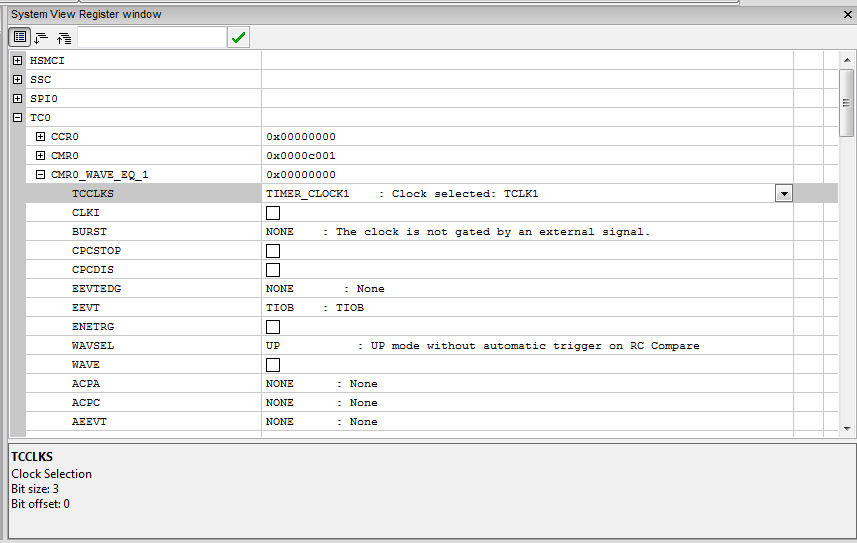 System View Register window
HSMCI
SSC
SPI0
TC0
CCR0 0x00000000
CMR0 0x0000c001
CMR0_WAVE_EQ_1 0x00000000
TCCLKS TIMER_CLOCK1 : Clock selected: TCLK1
CLKI
BURST NONE : The clock is not gated by an external signal.
CPCSTOP
CPCDIS
EEVTEDG NONE : None
EEVT TIOB : TIOB
ENETRG
WAVSEL UP : UP mode without automatic trigger on RC Compare
WAVE
ACPA NONE : None
ACPC NONE : None
AEEVT NONE : None
TCCLKS
Clock Selection
Bit size: 3
Bit offset: 0